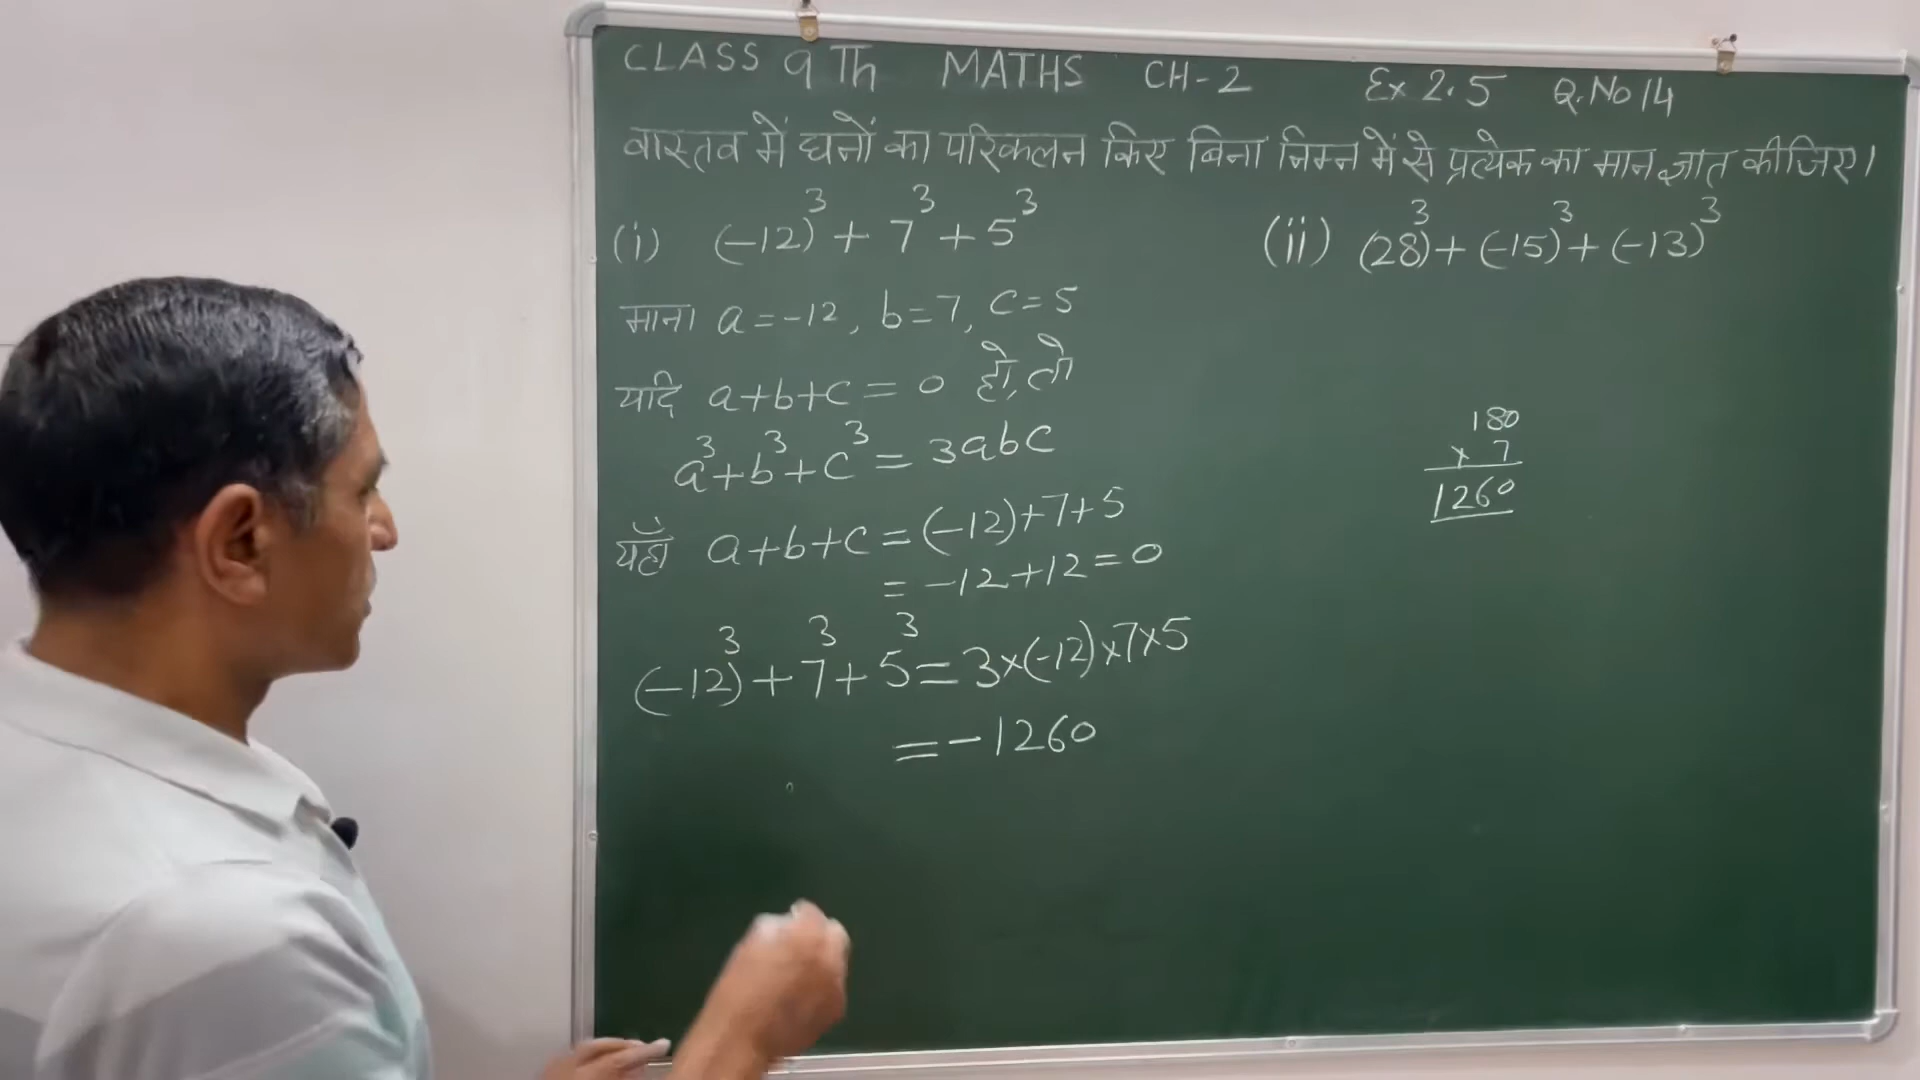 CLASS 9Th MATHS CH-2 Ex 2.5 Q.No 14
वास्तव में घनों का परिकलन किए बिना निम्न में से प्रत्येक का मान ज्ञात कीजिए।
(i) (-12)³ + 7³ + 5³
माना a = -12, b = 7, c = 5
यदि a+b+c = 0 हो, तो
a³+b³+c³ = 3abc
यहाँ a+b+c = (-12)+7+5
= -12+12 = 0
(-12)³ + 7³ + 5³ = 3×(-12)×7×5
= -1260
(ii) (28)³ + (-15)³ + (-13)³
180
× 7
1260